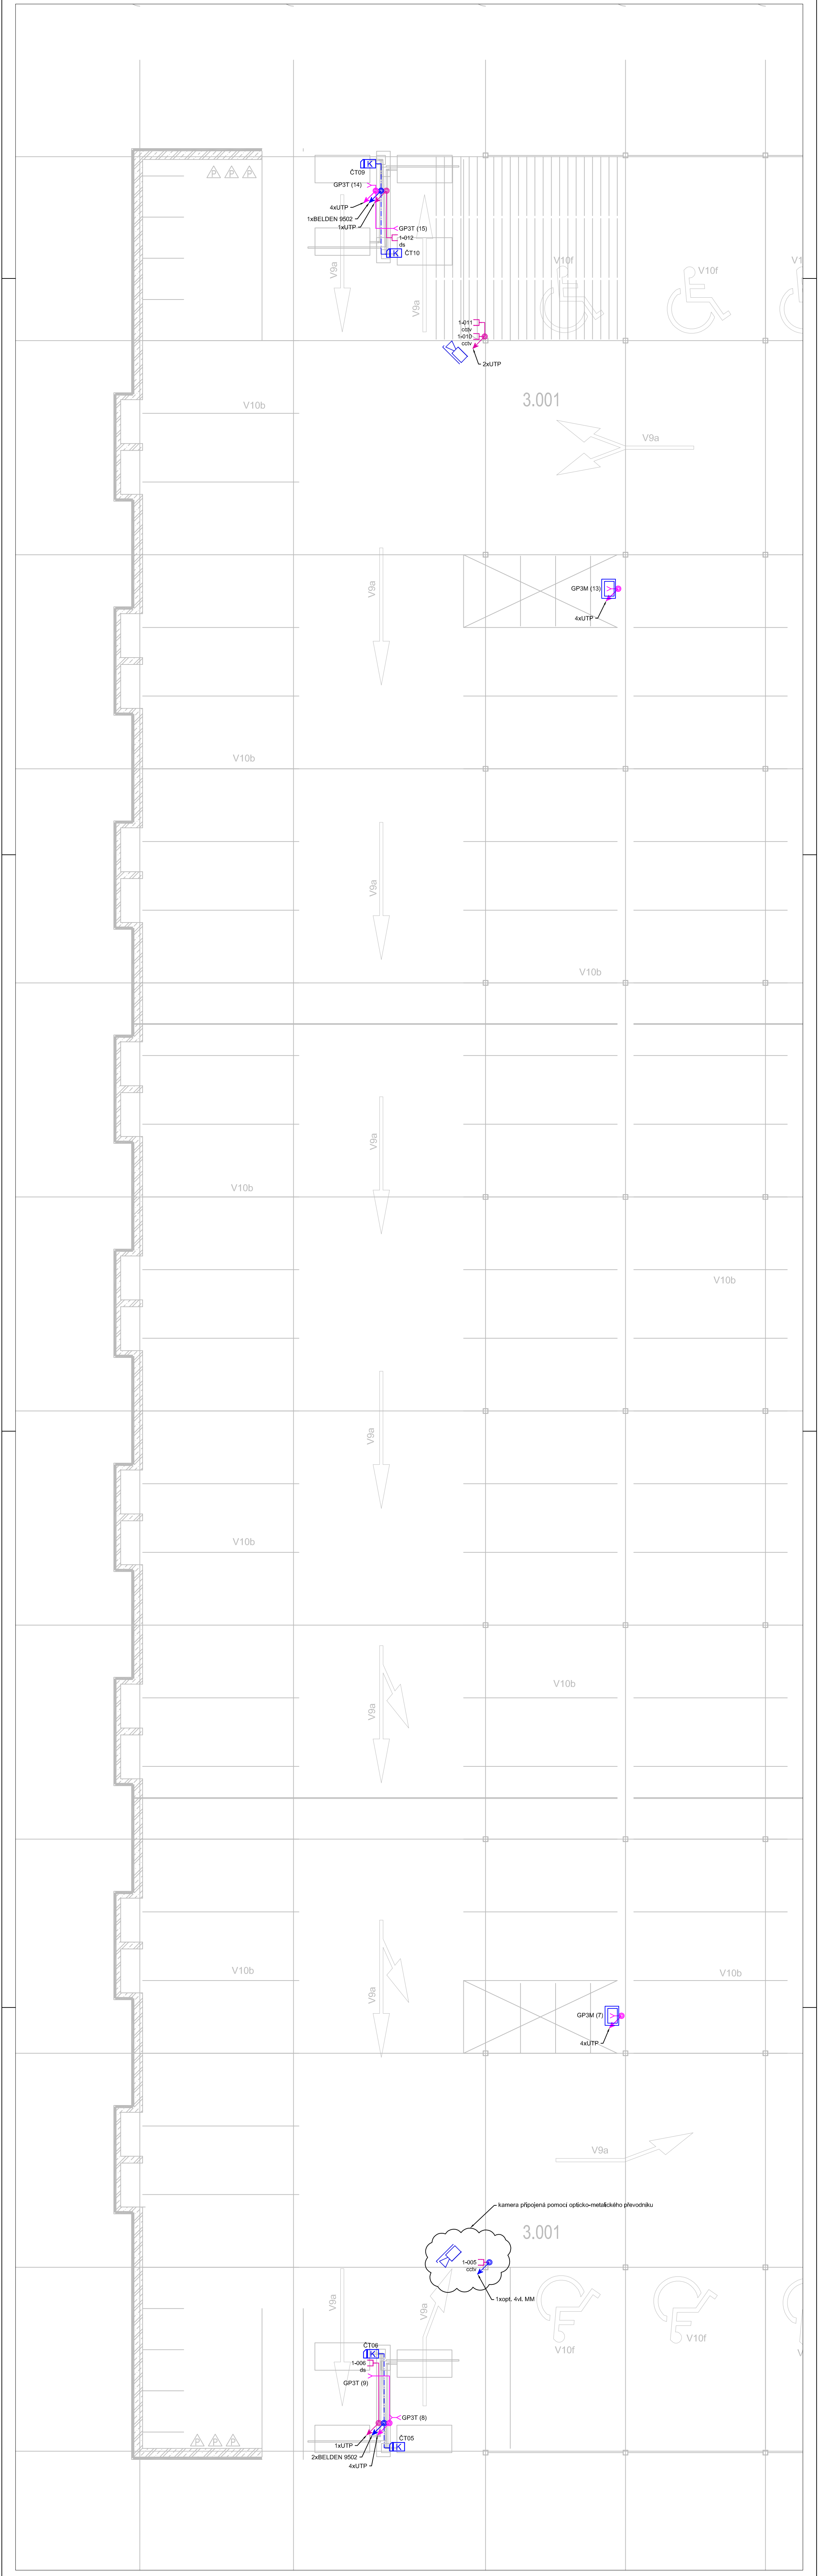 P P P
ČT09
GP3T (14)
4xUTP
1xBELDEN 9502
1xUTP
GP3T (15)
1-012
ds
ČT10
V9a
V9a
V10f
V10f
V1
1-011
cctv
1-010
cctv
2xUTP
3.001
V10b
V9a
V9a
GP3M (13)
4xUTP
V10b
V9a
V10b
V9a
V10b
V10b
V9a
V10b
V10b
V9a
V10b
V9a
V10b
GP3M (7)
4xUTP
V9a
kamera připojená pomocí opticko-metalického převodníku
3.001
1-005
cctv
1xopt, 4vl, MM
V9a
V9a
V10f
V10f
V
ČT06
1-006
ds
GP3T (9)
GP3T (8)
P P P
ČT05
1xUTP
2xBELDEN 9502
4xUTP
K
K
K
K